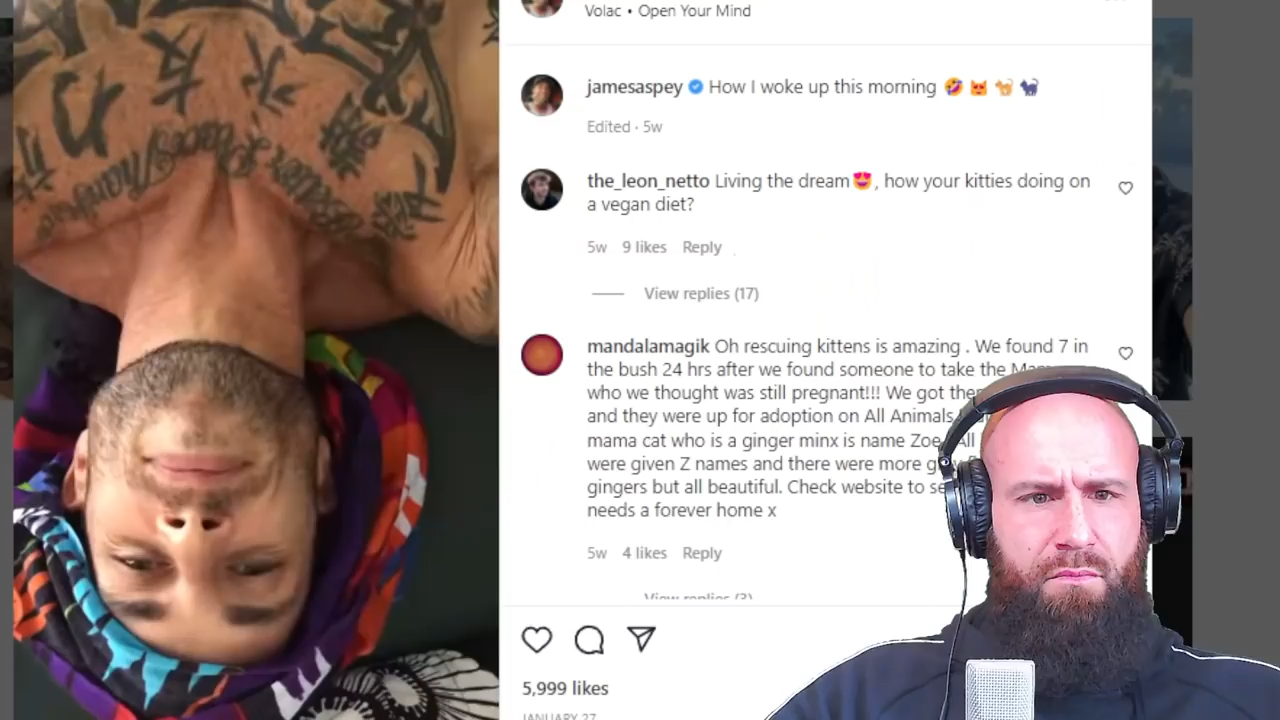 Volac • Open Your Mind
jamesaspey How I woke up this morning 🤣 😻 🐈 🐈‍⬛
Edited · 5w
the_leon_netto Living the dream😍, how your kitties doing on
a vegan diet?
5w 9 likes Reply
View replies (17)
mandalamagik Oh rescuing kittens is amazing . We found 7 in
the bush 24 hrs after we found someone to take the
who we thought was still pregnant!!! We got
and they were up for adoption on All Animals
mama cat who is a ginger minx is name Zoe
were given Z names and there were more
gingers but all beautiful. Check website to
needs a forever home x
5w 4 likes Reply
View replies (3)
5,999 likes
JANUARY 27